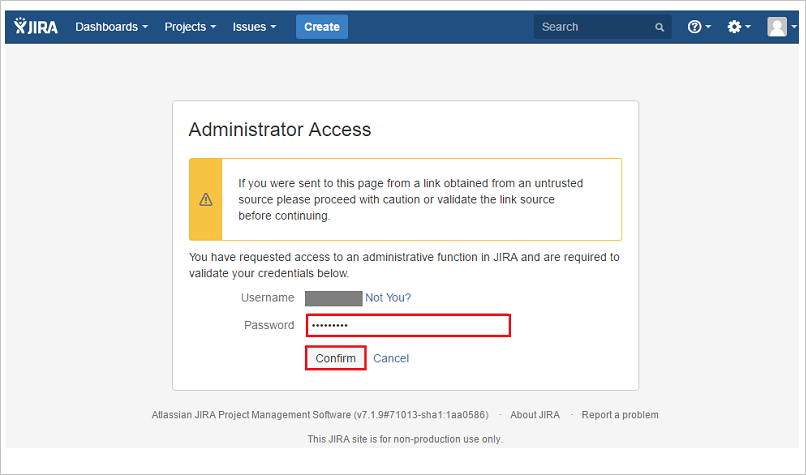 JIRA Dashboards Projects Issues Create Search
Administrator Access
If you were sent to this page from a link obtained from an untrusted
source please proceed with caution or validate the link source
before continuing.
You have requested access to an administrative function in JIRA and are required to
validate your credentials below.
Username Not You?
Password •••••••••
Confirm Cancel
Atlassian JIRA Project Management Software (v7.1.9#71013-sha1:1aa0586) · About JIRA · Report a problem
This JIRA site is for non-production use only.